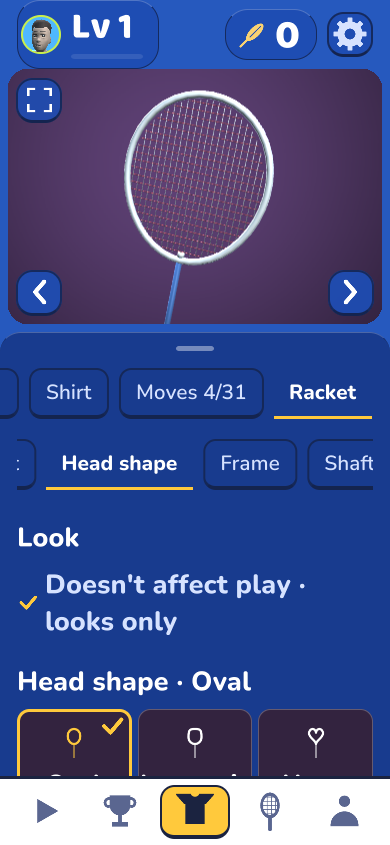 Lv 1
0
Shirt
Moves 4/31
Racket
Head shape
Frame
Shaft
Look
Doesn't affect play ·
looks only
Head shape · Oval